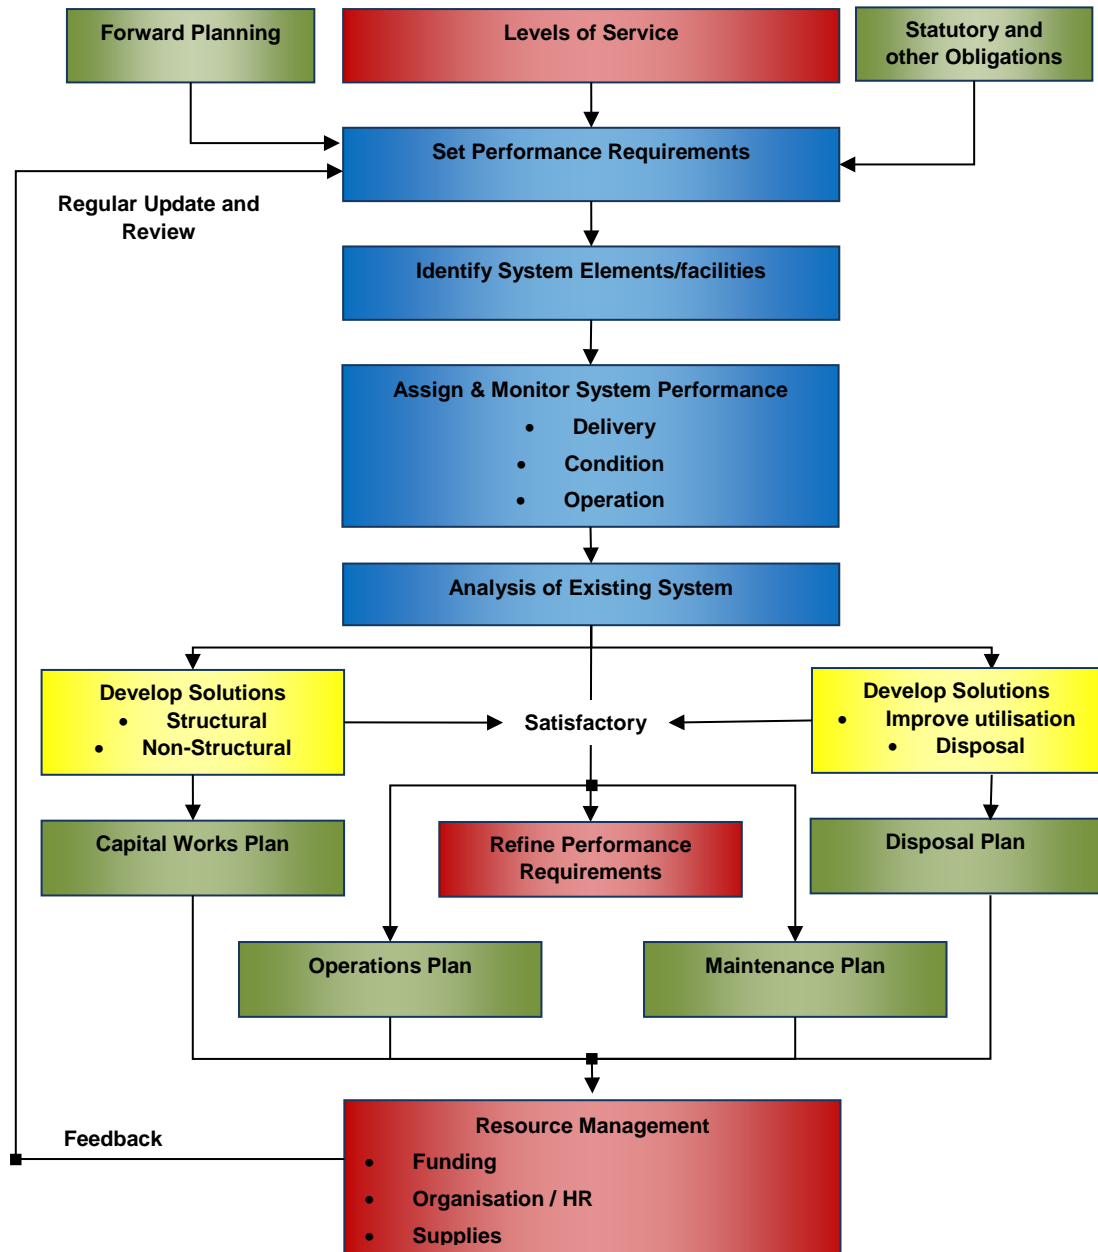 Forward Planning
Levels of Service
Statutory and
other Obligations
Set Performance Requirements
Regular Update and
Review
Identify System Elements/facilities
Assign & Monitor System Performance
• Delivery
• Condition
• Operation
Analysis of Existing System
Develop Solutions
• Structural
• Non-Structural
Satisfactory
Develop Solutions
• Improve utilisation
• Disposal
Capital Works Plan
Refine Performance
Requirements
Disposal Plan
Operations Plan
Maintenance Plan
Resource Management
Feedback
• Funding
• Organisation / HR
• Supplies